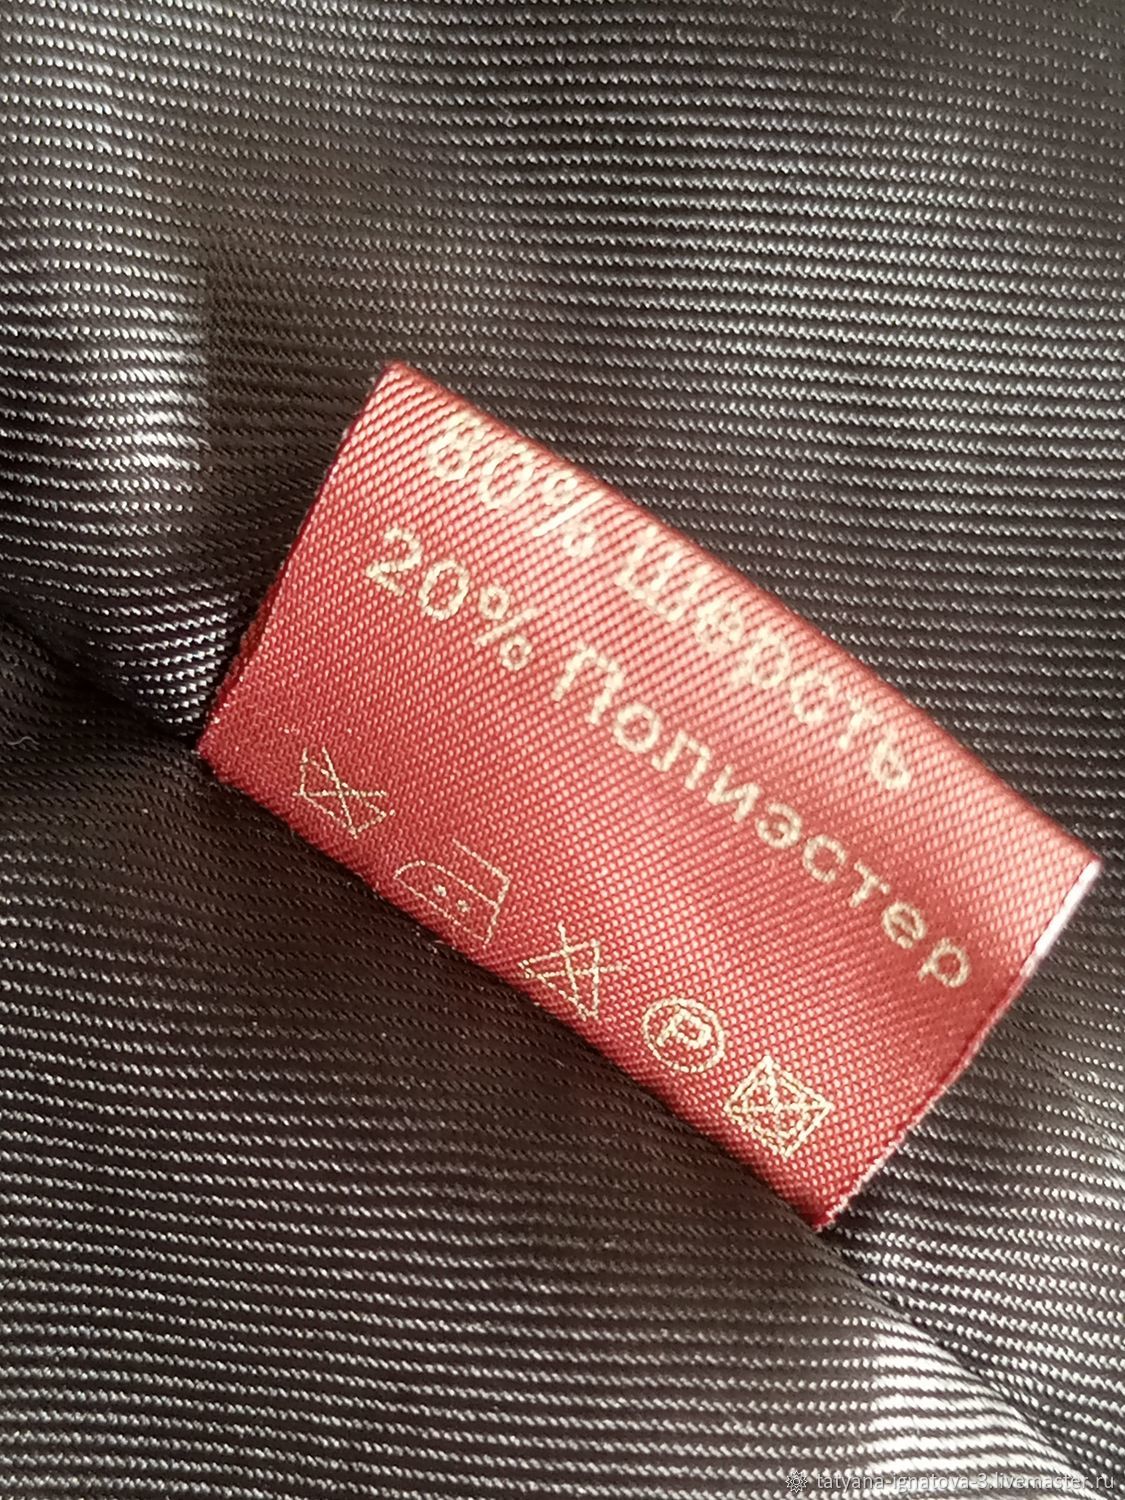 80% Шерсть
20% Полиэстер
P
tatyana-ignatova-3.livemaster.ru